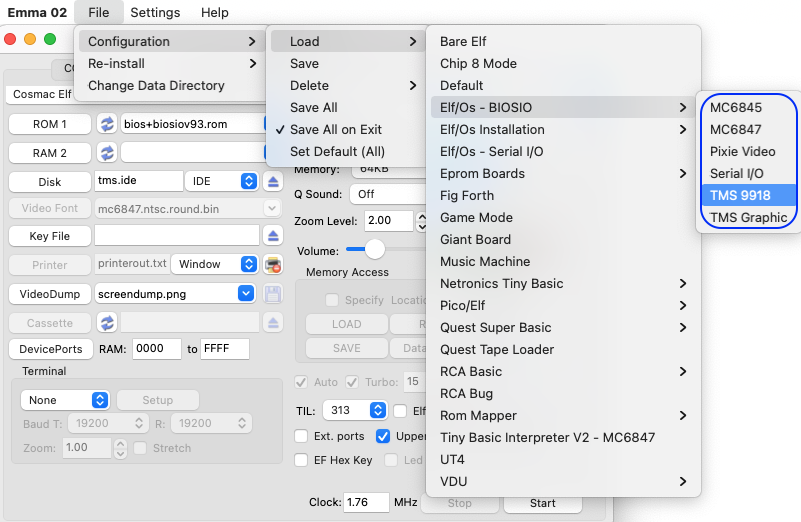 Emma 02 File Settings Help
Configuration
Re-install
Change Data Directory
Load
Save
Delete
Save All
✓ Save All on Exit
Set Default (All)
Bare Elf
Chip 8 Mode
Default
Elf/Os - BIOSIO
Elf/Os Installation
Elf/Os - Serial I/O
Eprom Boards
Fig Forth
Game Mode
Giant Board
Music Machine
Netronics Tiny Basic
Pico/Elf
Quest Super Basic
Quest Tape Loader
RCA Basic
RCA Bug
Rom Mapper
Tiny Basic Interpreter V2 - MC6847
UT4
VDU
MC6845
MC6847
Pixie Video
Serial I/O
TMS 9918
TMS Graphic
Cosmac Elf
ROM 1 bios+biosiov93.rom
RAM 2
Disk tms.ide IDE
Video Font mc6847.ntsc.round.bin
Key File
Printer printerout.txt Window
VideoDump screendump.png
Cassette
DevicePorts RAM: 0000 to FFFF
Terminal
None Setup
Baud T: 19200 R: 19200
Zoom: 1.00 Stretch
Memory: 64KB
Q Sound: Off
Zoom Level: 2.00
Volume:
Memory Access
Specify
LOAD
SAVE
Auto Turbo: 15
TIL: 313 Elf
Ext. ports Upper
EF Hex Key Led
Clock: 1.76 MHz Stop Start